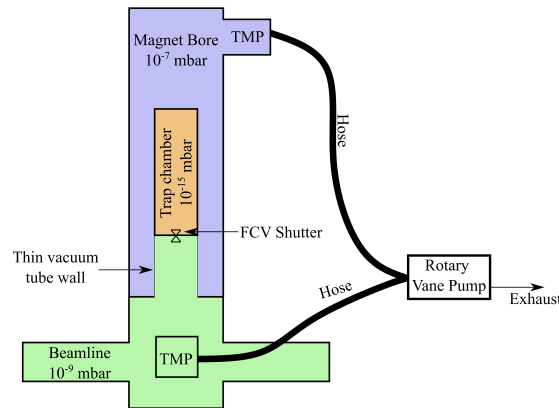 Magnet Bore
10⁻⁷ mbar
TMP
Hose
Trap chamber
10⁻¹⁵ mbar
FCV Shutter
Thin vacuum
tube wall
Rotary
Vane Pump
Exhaust
Hose
Beamline
10⁻⁹ mbar
TMP